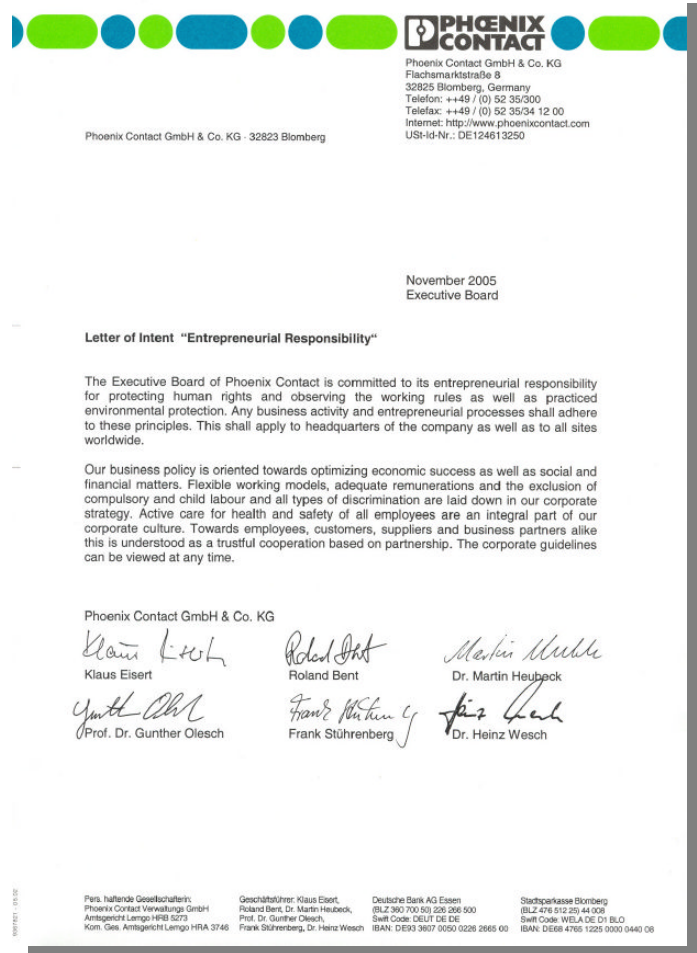 PHŒNIX
CONTACT
Phoenix Contact GmbH & Co. KG
Flachsmarktstraße 8
32825 Blomberg, Germany
Telefon: ++49 / (0) 52 35/300
Telefax: ++49 / (0) 52 35/34 12 00
Internet: http://www.phoenixcontact.com
USt-Id-Nr.: DE124613250
Phoenix Contact GmbH & Co. KG · 32823 Blomberg
November 2005
Executive Board
Letter of Intent "Entrepreneurial Responsibility“
The Executive Board of Phoenix Contact is committed to its entrepreneurial responsibility
for protecting human rights and observing the working rules as well as practiced
environmental protection. Any business activity and entrepreneurial processes shall adhere
to these principles. This shall apply to headquarters of the company as well as to all sites
worldwide.
Our business policy is oriented towards optimizing economic success as well as social and
financial matters. Flexible working models, adequate remunerations and the exclusion of
compulsory and child labour and all types of discrimination are laid down in our corporate
strategy. Active care for health and safety of all employees are an integral part of our
corporate culture. Towards employees, customers, suppliers and business partners alike
this is understood as a trustful cooperation based on partnership. The corporate guidelines
can be viewed at any time.
Phoenix Contact GmbH & Co. KG
Klaus Eisert Roland Bent Dr. Martin Heubeck
Prof. Dr. Gunther Olesch Frank Stührenberg Dr. Heinz Wesch
Pers. haftende Gesellschafterin:
Phoenix Contact Verwaltungs GmbH
Amtsgericht Lemgo HRB 5273
Kom. Ges. Amtsgericht Lemgo HRA 3746
Geschäftsführer: Klaus Eisert,
Roland Bent, Dr. Martin Heubeck,
Prof. Dr. Gunther Olesch,
Frank Stührenberg, Dr. Heinz Wesch
Deutsche Bank AG Essen
(BLZ 360 700 50) 226 266 500
Swift Code: DEUT DE DE
IBAN: DE93 3607 0050 0226 2665 00
Stadtsparkasse Blomberg
(BLZ 476 512 25) 44 008
Swift Code: WELA DE D1 BLO
IBAN: DE68 4765 1225 0000 0440 08